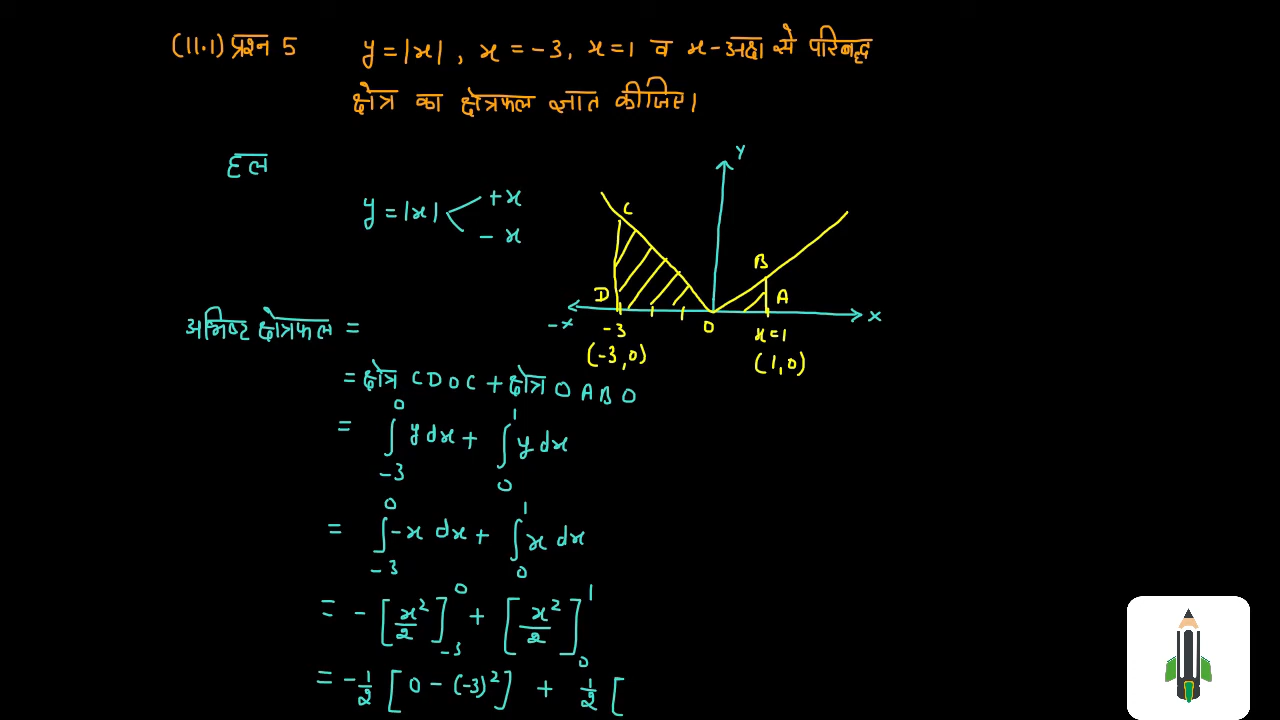 (11.1) प्रश्न 5 y = |x| , x = -3, x = 1 व x - अक्ष से परिबद्ध
क्षेत्र का क्षेत्रफल ज्ञात कीजिए।
हल
y = |x| < +x
- x
Y
C
B
D
A
-x
-3
O
x=1
X
(-3,0)
(1,0)
अभिष्ट क्षेत्रफल =
= क्षेत्र CDOC + क्षेत्र OABO
= ∫₋₃⁰ y dx + ∫₀¹ y dx
= ∫₋₃⁰ -x dx + ∫₀¹ x dx
= - [x²/2]₋₃⁰ + [x²/2]₀¹
= -1/2 [0 - (-3)²] + 1/2 [